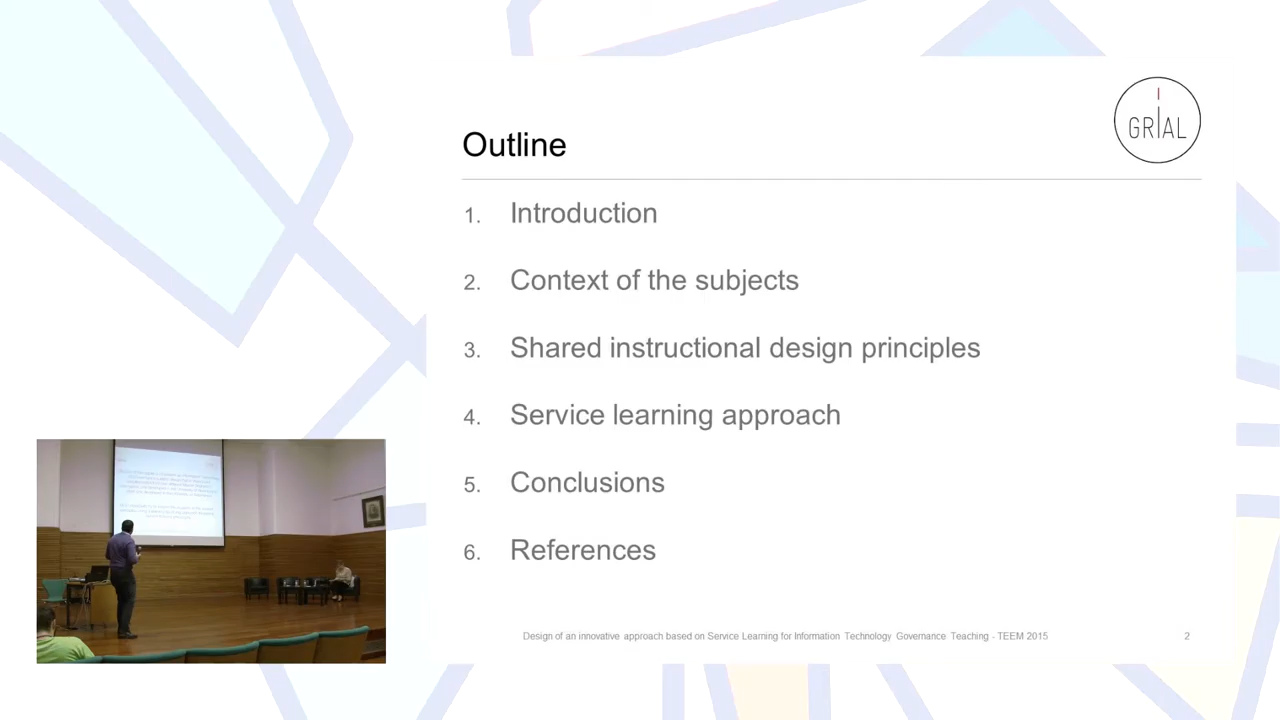 GRIAL
Outline
1. Introduction
2. Context of the subjects
3. Shared instructional design principles
4. Service learning approach
5. Conclusions
6. References
Design of an innovative approach based on Service Learning for Information Technology Governance Teaching - TEEM 2015
2